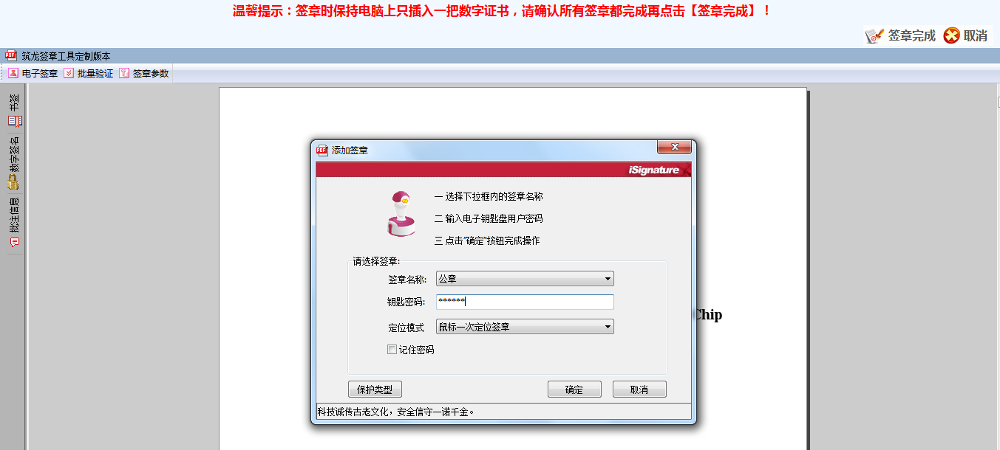 温馨提示：签章时保持电脑上只插入一把数字证书，请确认所有签章都完成再点击【签章完成】！
签章完成 取消
PDF 筑龙签章工具定制版本
电子签章 批量验证 签章参数
书签
数字签名
批注信息
PDF 添加签章
iSignature
一 选择下拉框内的签章名称
二 输入电子钥匙盘用户密码
三 点击"确定"按钮完成操作
请选择签章:
签章名称: 公章
钥匙密码: ******
Chip
定位模式 鼠标一次定位签章
记住密码
保护类型 确定 取消
科技诚传古老文化，安全信守一诺千金。